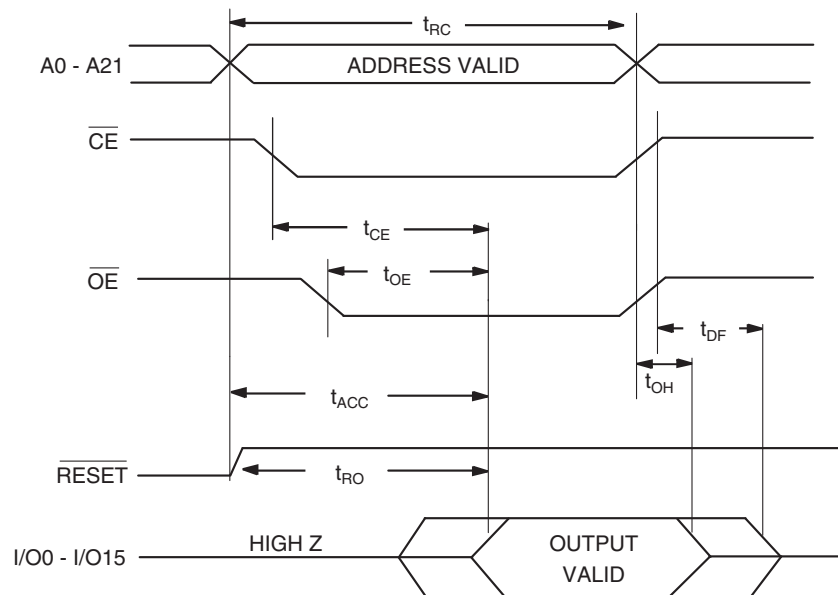 tRC
A0 - A21
ADDRESS VALID
CE
tCE
OE
tOE
tDF
tOH
tACC
RESET
tRO
I/O0 - I/O15
HIGH Z
OUTPUT
VALID